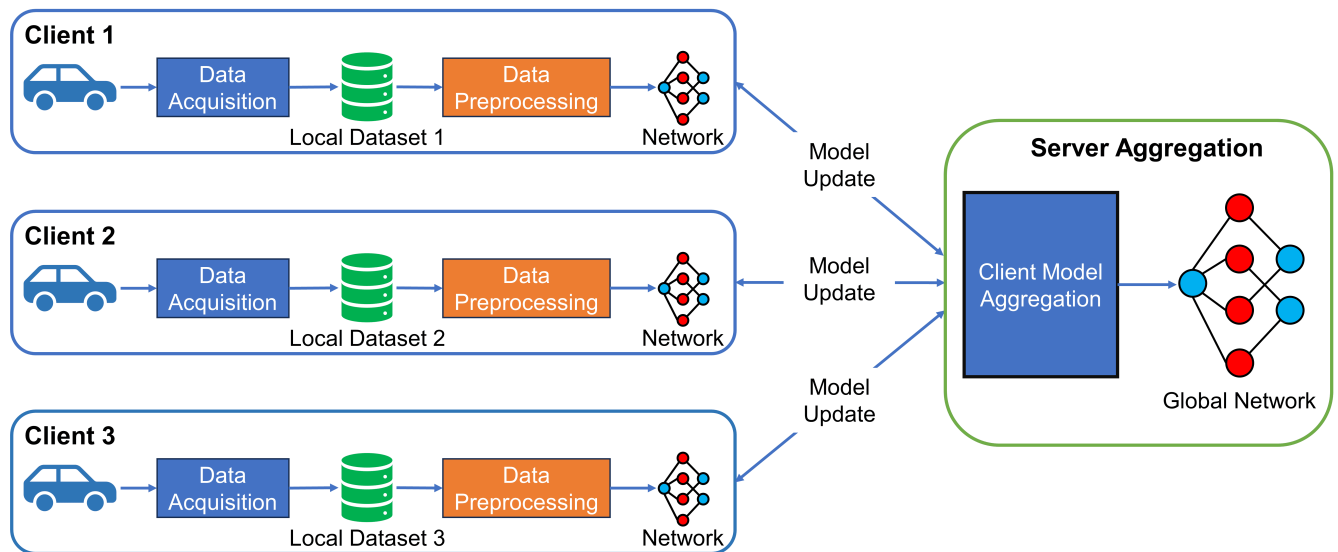 Client 1
Data
Acquisition
Local Dataset 1
Data
Preprocessing
Network
Model
Update
Client 2
Data
Acquisition
Local Dataset 2
Data
Preprocessing
Network
Model
Update
Client 3
Data
Acquisition
Local Dataset 3
Data
Preprocessing
Network
Model
Update
Server Aggregation
Client Model
Aggregation
Global Network